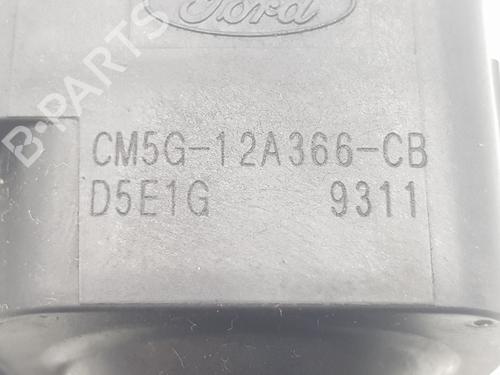 Ford
CM5G-12A366-CB
D5E1G 9311
B-PARTS